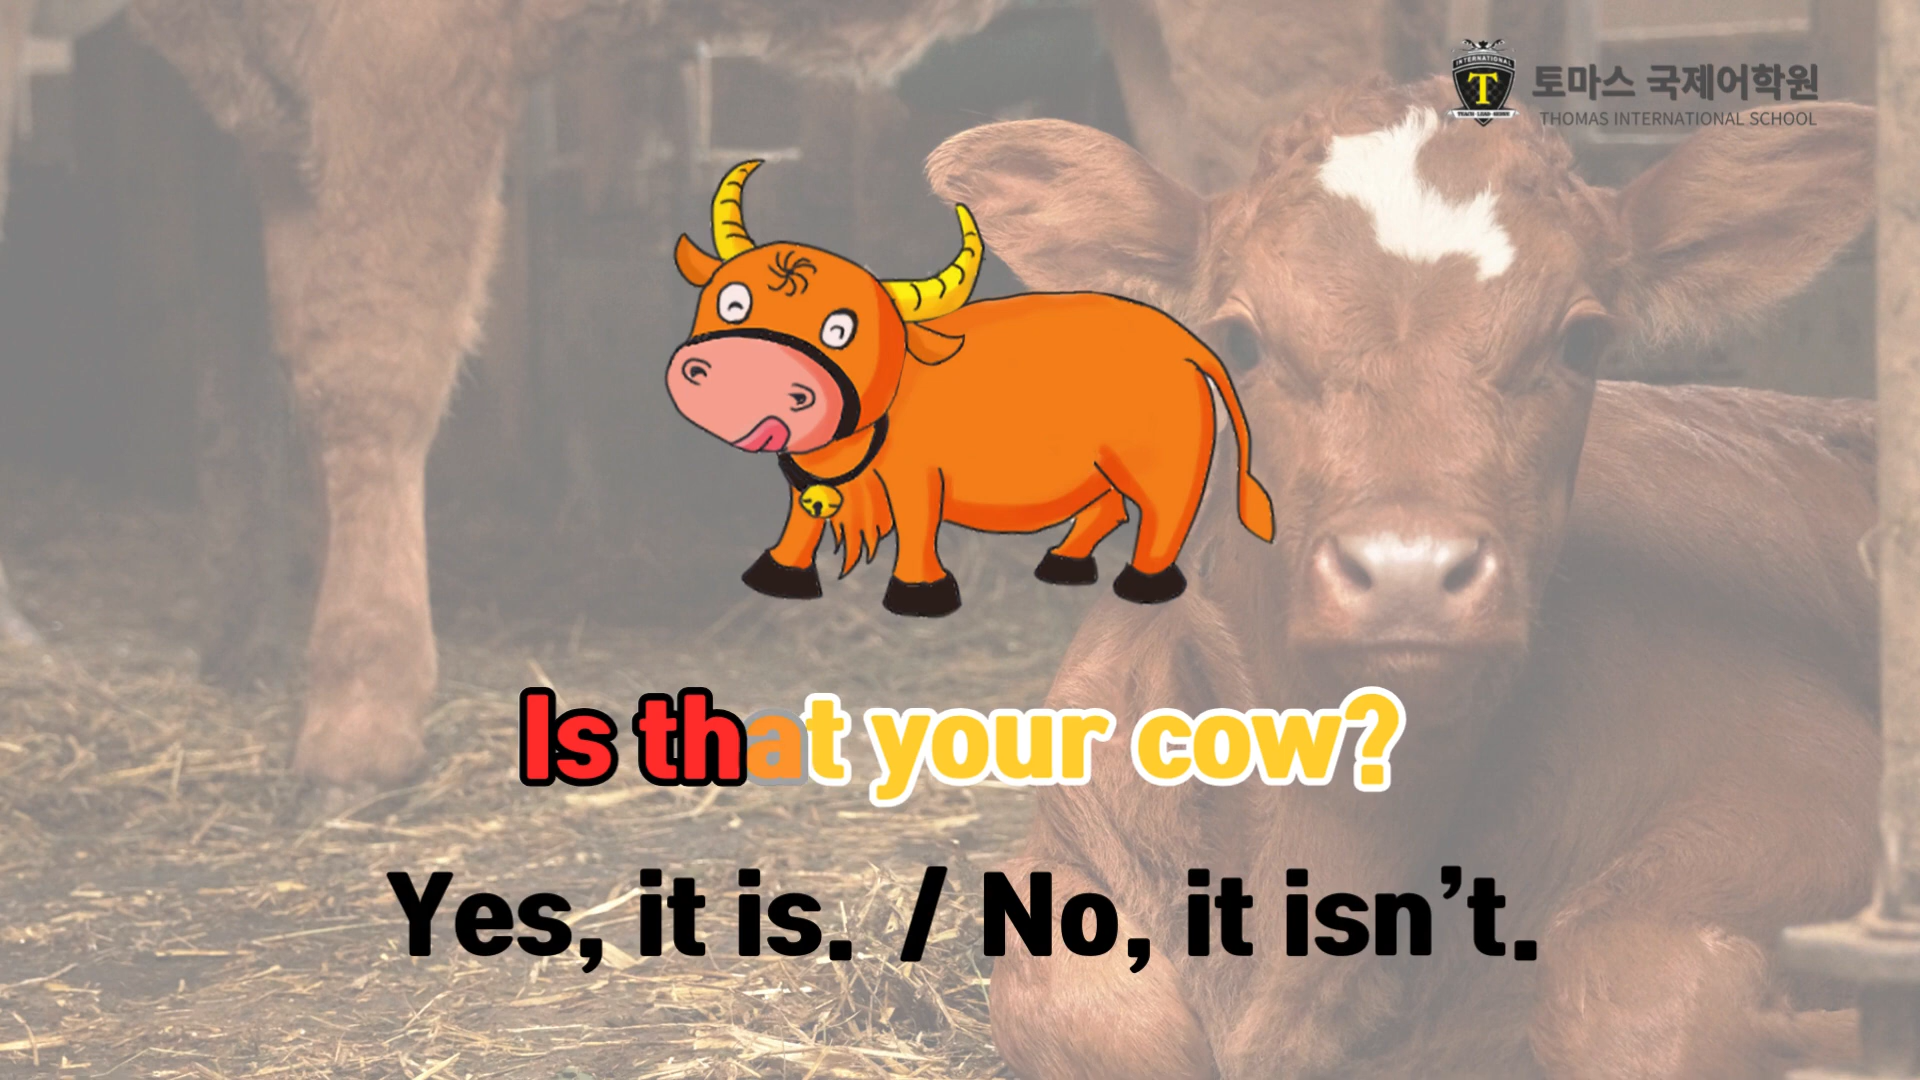 INTERNATIONAL
T
토마스 국제어학원
THOMAS INTERNATIONAL SCHOOL
Is that your cow?
Yes, it is. / No, it isn't.